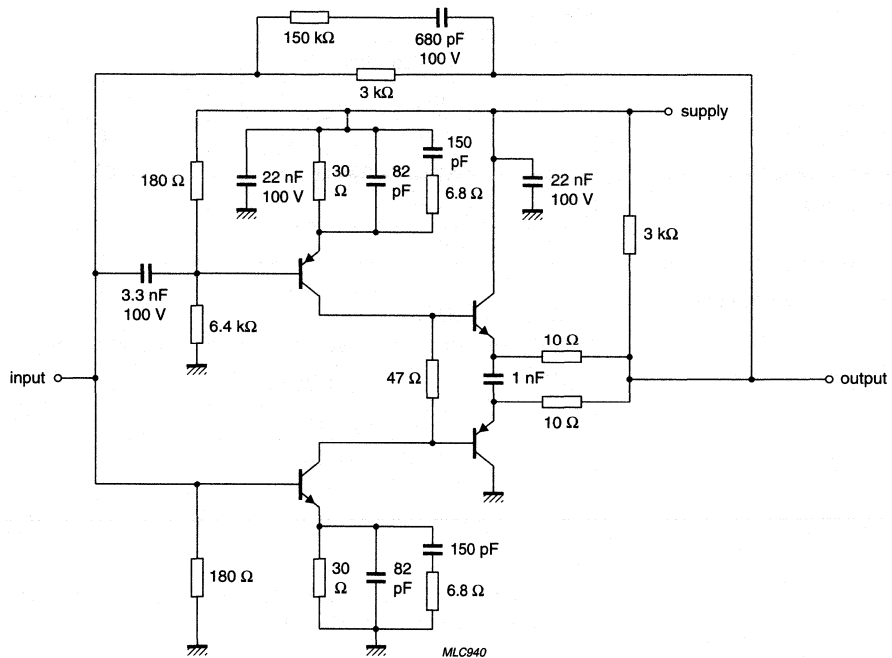 150 kΩ
680 pF
100 V
3 kΩ
supply
180 Ω
22 nF
100 V
30
Ω
82
pF
150
pF
6.8 Ω
22 nF
100 V
3 kΩ
3.3 nF
100 V
6.4 kΩ
10 Ω
input
47 Ω
1 nF
output
10 Ω
180 Ω
30
Ω
82
pF
150 pF
6.8 Ω
MLC940